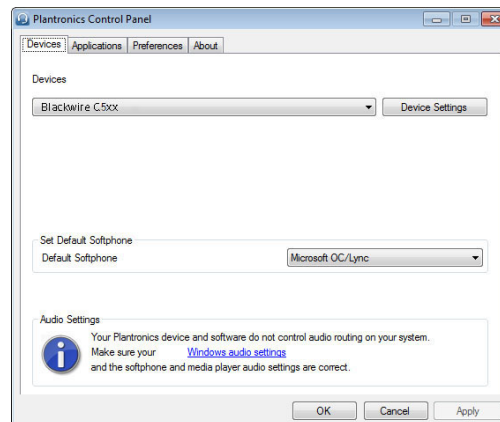 Plantronics Control Panel
Devices Applications Preferences About
Devices
Blackwire C5xx Device Settings
Set Default Softphone
Default Softphone Microsoft OC/Lync
Audio Settings
Your Plantronics device and software do not control audio routing on your system.
Make sure your Windows audio settings
and the softphone and media player audio settings are correct.
OK Cancel Apply